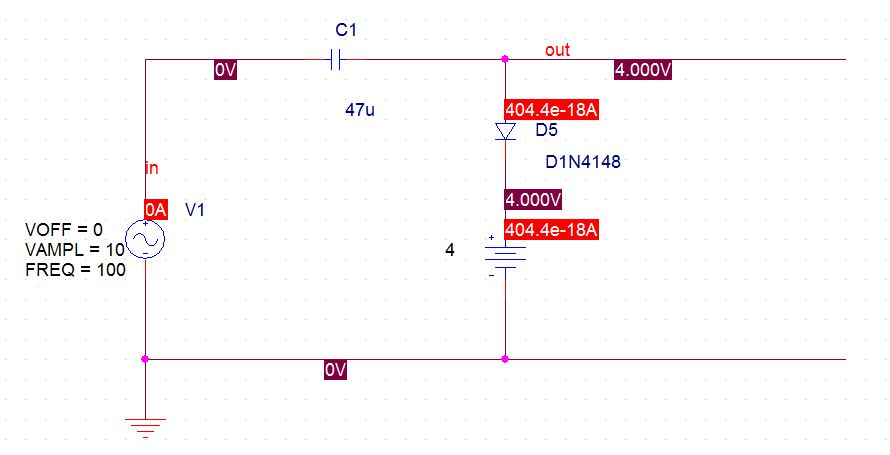 C1
out
0V
4.000V
47u
404.4e-18A
D5
D1N4148
in
0A
V1
4.000V
404.4e-18A
VOFF = 0
VAMPL = 10
FREQ = 100
+
-
4
+
-
0V